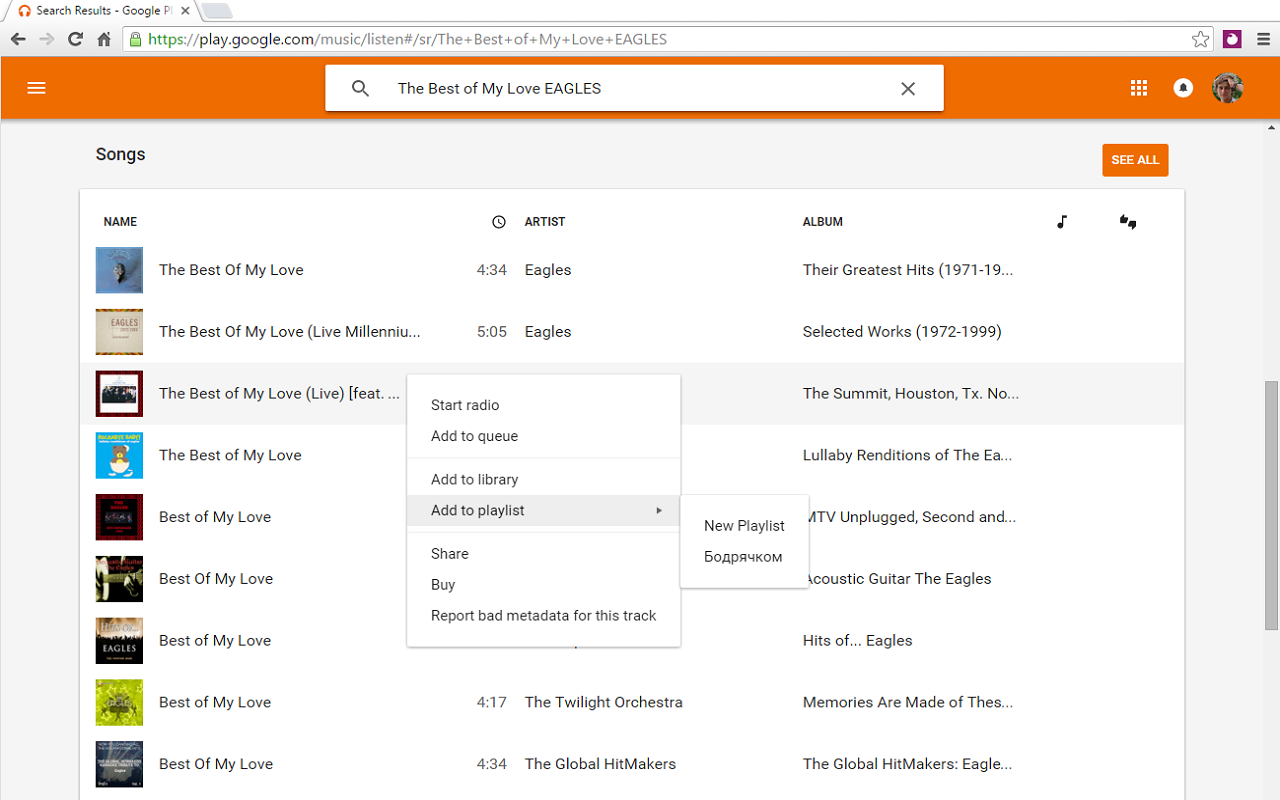 Search Results - Google Pl
https://play.google.com/music/listen#/sr/The+Best+of+My+Love+EAGLES
The Best of My Love EAGLES
Songs
SEE ALL
NAME ARTIST ALBUM
The Best Of My Love 4:34 Eagles Their Greatest Hits (1971-19...
EAGLES
The Best Of My Love (Live Millenniu... 5:05 Eagles Selected Works (1972-1999)
The Best of My Love (Live) [feat. ... The Summit, Houston, Tx. No...
The Best of My Love Lullaby Renditions of The Ea...
Best of My Love MTV Unplugged, Second and...
Best Of My Love Acoustic Guitar The Eagles
Best Of My Love Hits of... Eagles
EAGLES
Best of My Love 4:17 The Twilight Orchestra Memories Are Made of Thes...
Best Of My Love 4:34 The Global HitMakers The Global HitMakers: Eagle...
Start radio
Add to queue
Add to library
Add to playlist
Share
Buy
Report bad metadata for this track
New Playlist
Бодрячком